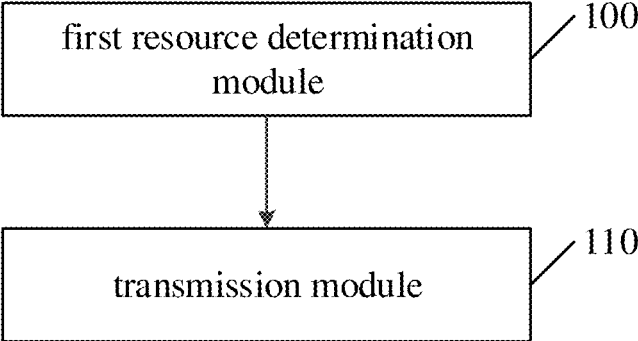 100
first resource determination
module
110
transmission module